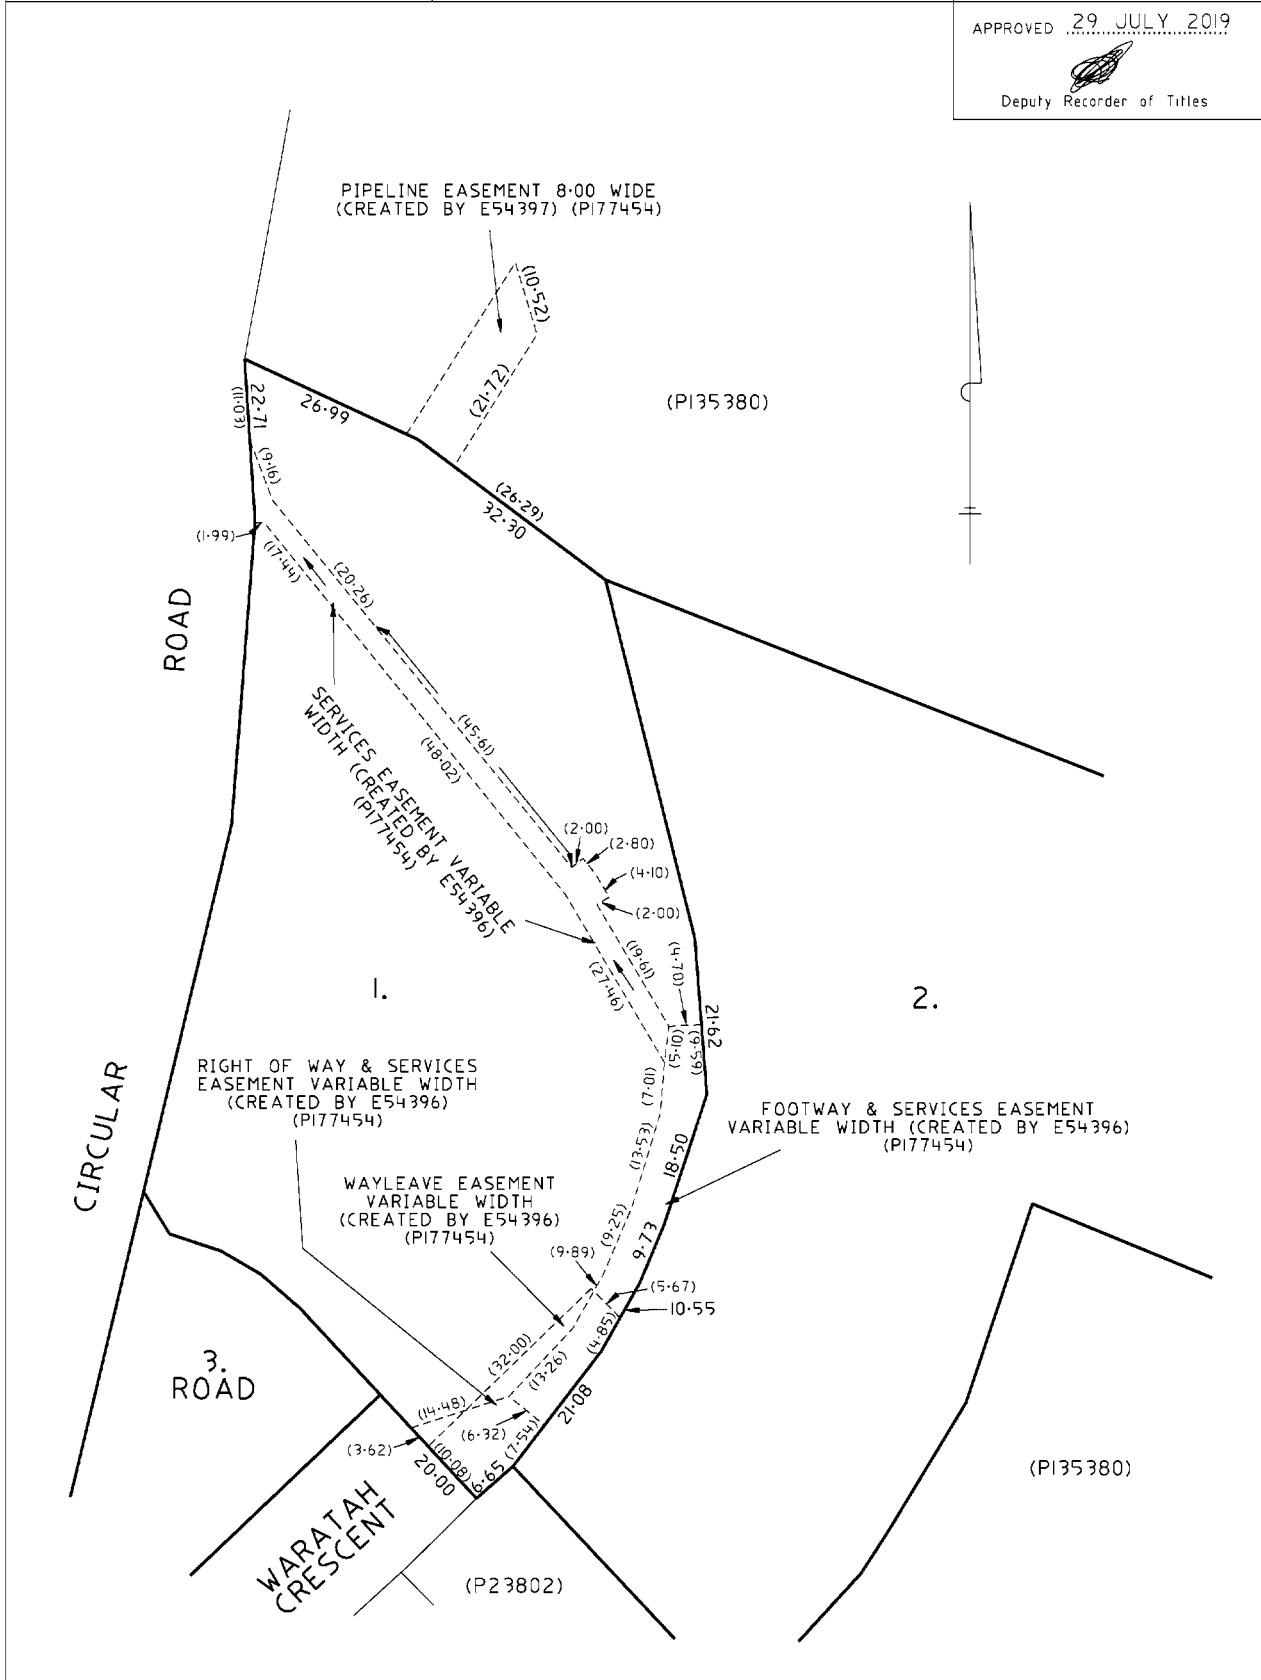 APPROVED 29 JULY 2019
Deputy Recorder of Titles
PIPELINE EASEMENT 8·00 WIDE
(CREATED BY E54397) (P177454)
(10·52)
(21·72)
(P135380)
22·71
(11·03)
26·99
(9·16)
(26·29)
32·30
(1·99)
(17·44)
(20·26)
ROAD
SERVICES EASEMENT VARIABLE
WIDTH (CREATED BY E54396)
(P177454)
(45·61)
(48·02)
(2·00)
(2·80)
(4·10)
(2·00)
(19·61)
(4·70)
(27·46)
1.
2.
21·62
(5·01)
(9·59)
CIRCULAR
RIGHT OF WAY & SERVICES
EASEMENT VARIABLE WIDTH
(CREATED BY E54396)
(P177454)
(7·01)
FOOTWAY & SERVICES EASEMENT
VARIABLE WIDTH (CREATED BY E54396)
(P177454)
(13·53)
18·50
WAYLEAVE EASEMENT
VARIABLE WIDTH
(CREATED BY E54396)
(P177454)
(9·25)
9·73
(9·89)
(5·67)
10·55
(4·85)
(32·00)
(13·26)
3.
ROAD
21·08
(14·48)
(6·32)
(7·54)
(3·62)
(10·08)
20·00
6·65
(P135380)
WARATAH
CRESCENT
(P23802)